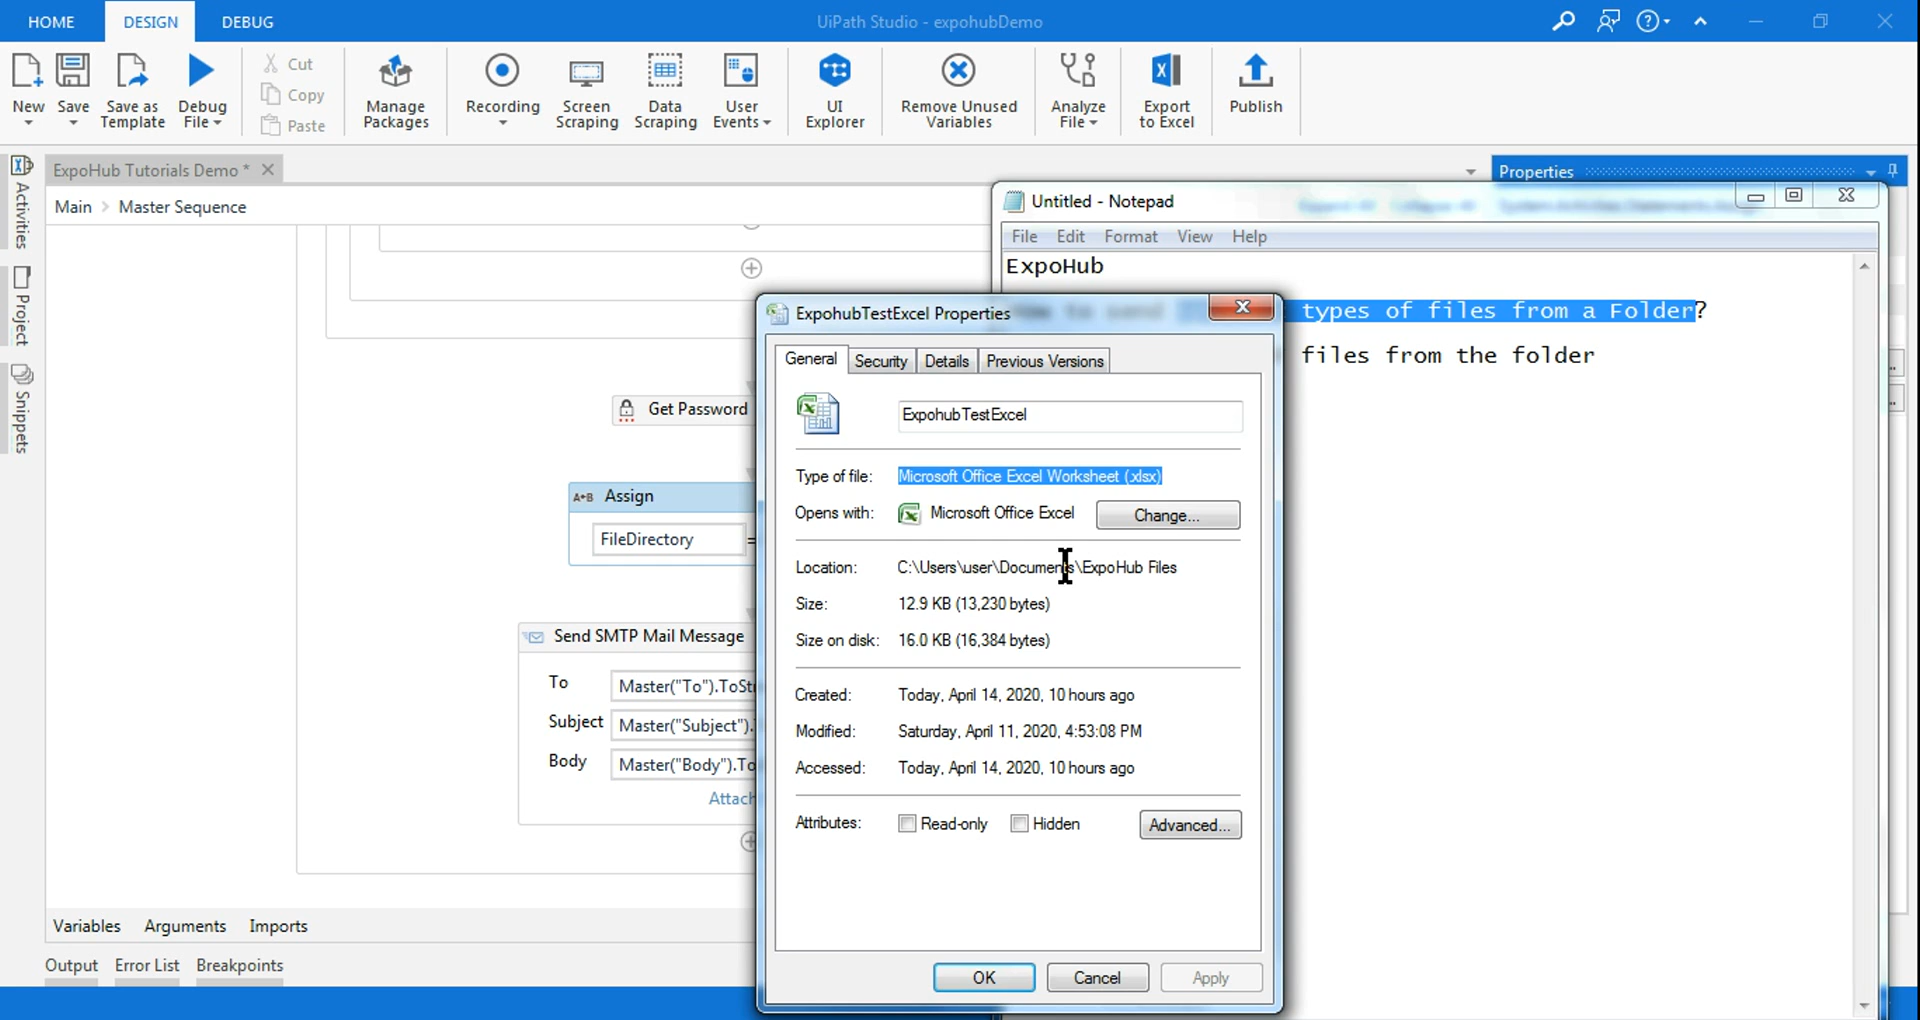 HOME
DESIGN
DEBUG
UiPath Studio - expohubDemo
New
Save
Save as
Template
Debug
File
Cut
Copy
Paste
Manage
Packages
Recording
Screen
Scraping
Data
Scraping
User
Events
UI
Explorer
Remove Unused
Variables
Analyze
File
Export
to Excel
Publish
Activities
Project
Snippets
ExpoHub Tutorials Demo *
Main > Master Sequence
Properties
Untitled - Notepad
File Edit Format View Help
ExpoHub
types of files from a Folder?
files from the folder
Get Password
A+B Assign
FileDirectory =
Send SMTP Mail Message
To
Master("To").ToStr
Subject
Master("Subject").
Body
Master("Body").To
Attach
ExpohubTestExcel Properties
General Security Details Previous Versions
ExpohubTestExcel
Type of file: Microsoft Office Excel Worksheet (.xlsx)
Opens with: Microsoft Office Excel Change...
Location: C:\Users\user\Documents\ExpoHub Files
Size: 12.9 KB (13,230 bytes)
Size on disk: 16.0 KB (16,384 bytes)
Created: Today, April 14, 2020, 10 hours ago
Modified: Saturday, April 11, 2020, 4:53:08 PM
Accessed: Today, April 14, 2020, 10 hours ago
Attributes: Read-only Hidden Advanced...
OK Cancel Apply
Variables Arguments Imports
Output Error List Breakpoints